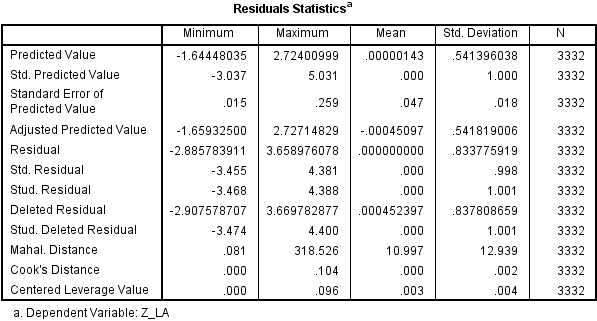 Residuals Statisticsa
Minimum Maximum Mean Std. Deviation N
Predicted Value -1.64448035 2.72400999 .00000143 .541396038 3332
Std. Predicted Value -3.037 5.031 .000 1.000 3332
Standard Error of
Predicted Value .015 .259 .047 .018 3332
Adjusted Predicted Value -1.65932500 2.72714829 -.00045097 .541819006 3332
Residual -2.885783911 3.658976078 .000000000 .833775919 3332
Std. Residual -3.455 4.381 .000 .998 3332
Stud. Residual -3.468 4.388 .000 1.001 3332
Deleted Residual -2.907578707 3.669782877 .000452397 .837808659 3332
Stud. Deleted Residual -3.474 4.400 .000 1.001 3332
Mahal. Distance .081 318.526 10.997 12.939 3332
Cook's Distance .000 .104 .000 .002 3332
Centered Leverage Value .000 .096 .003 .004 3332
a. Dependent Variable: Z_LA